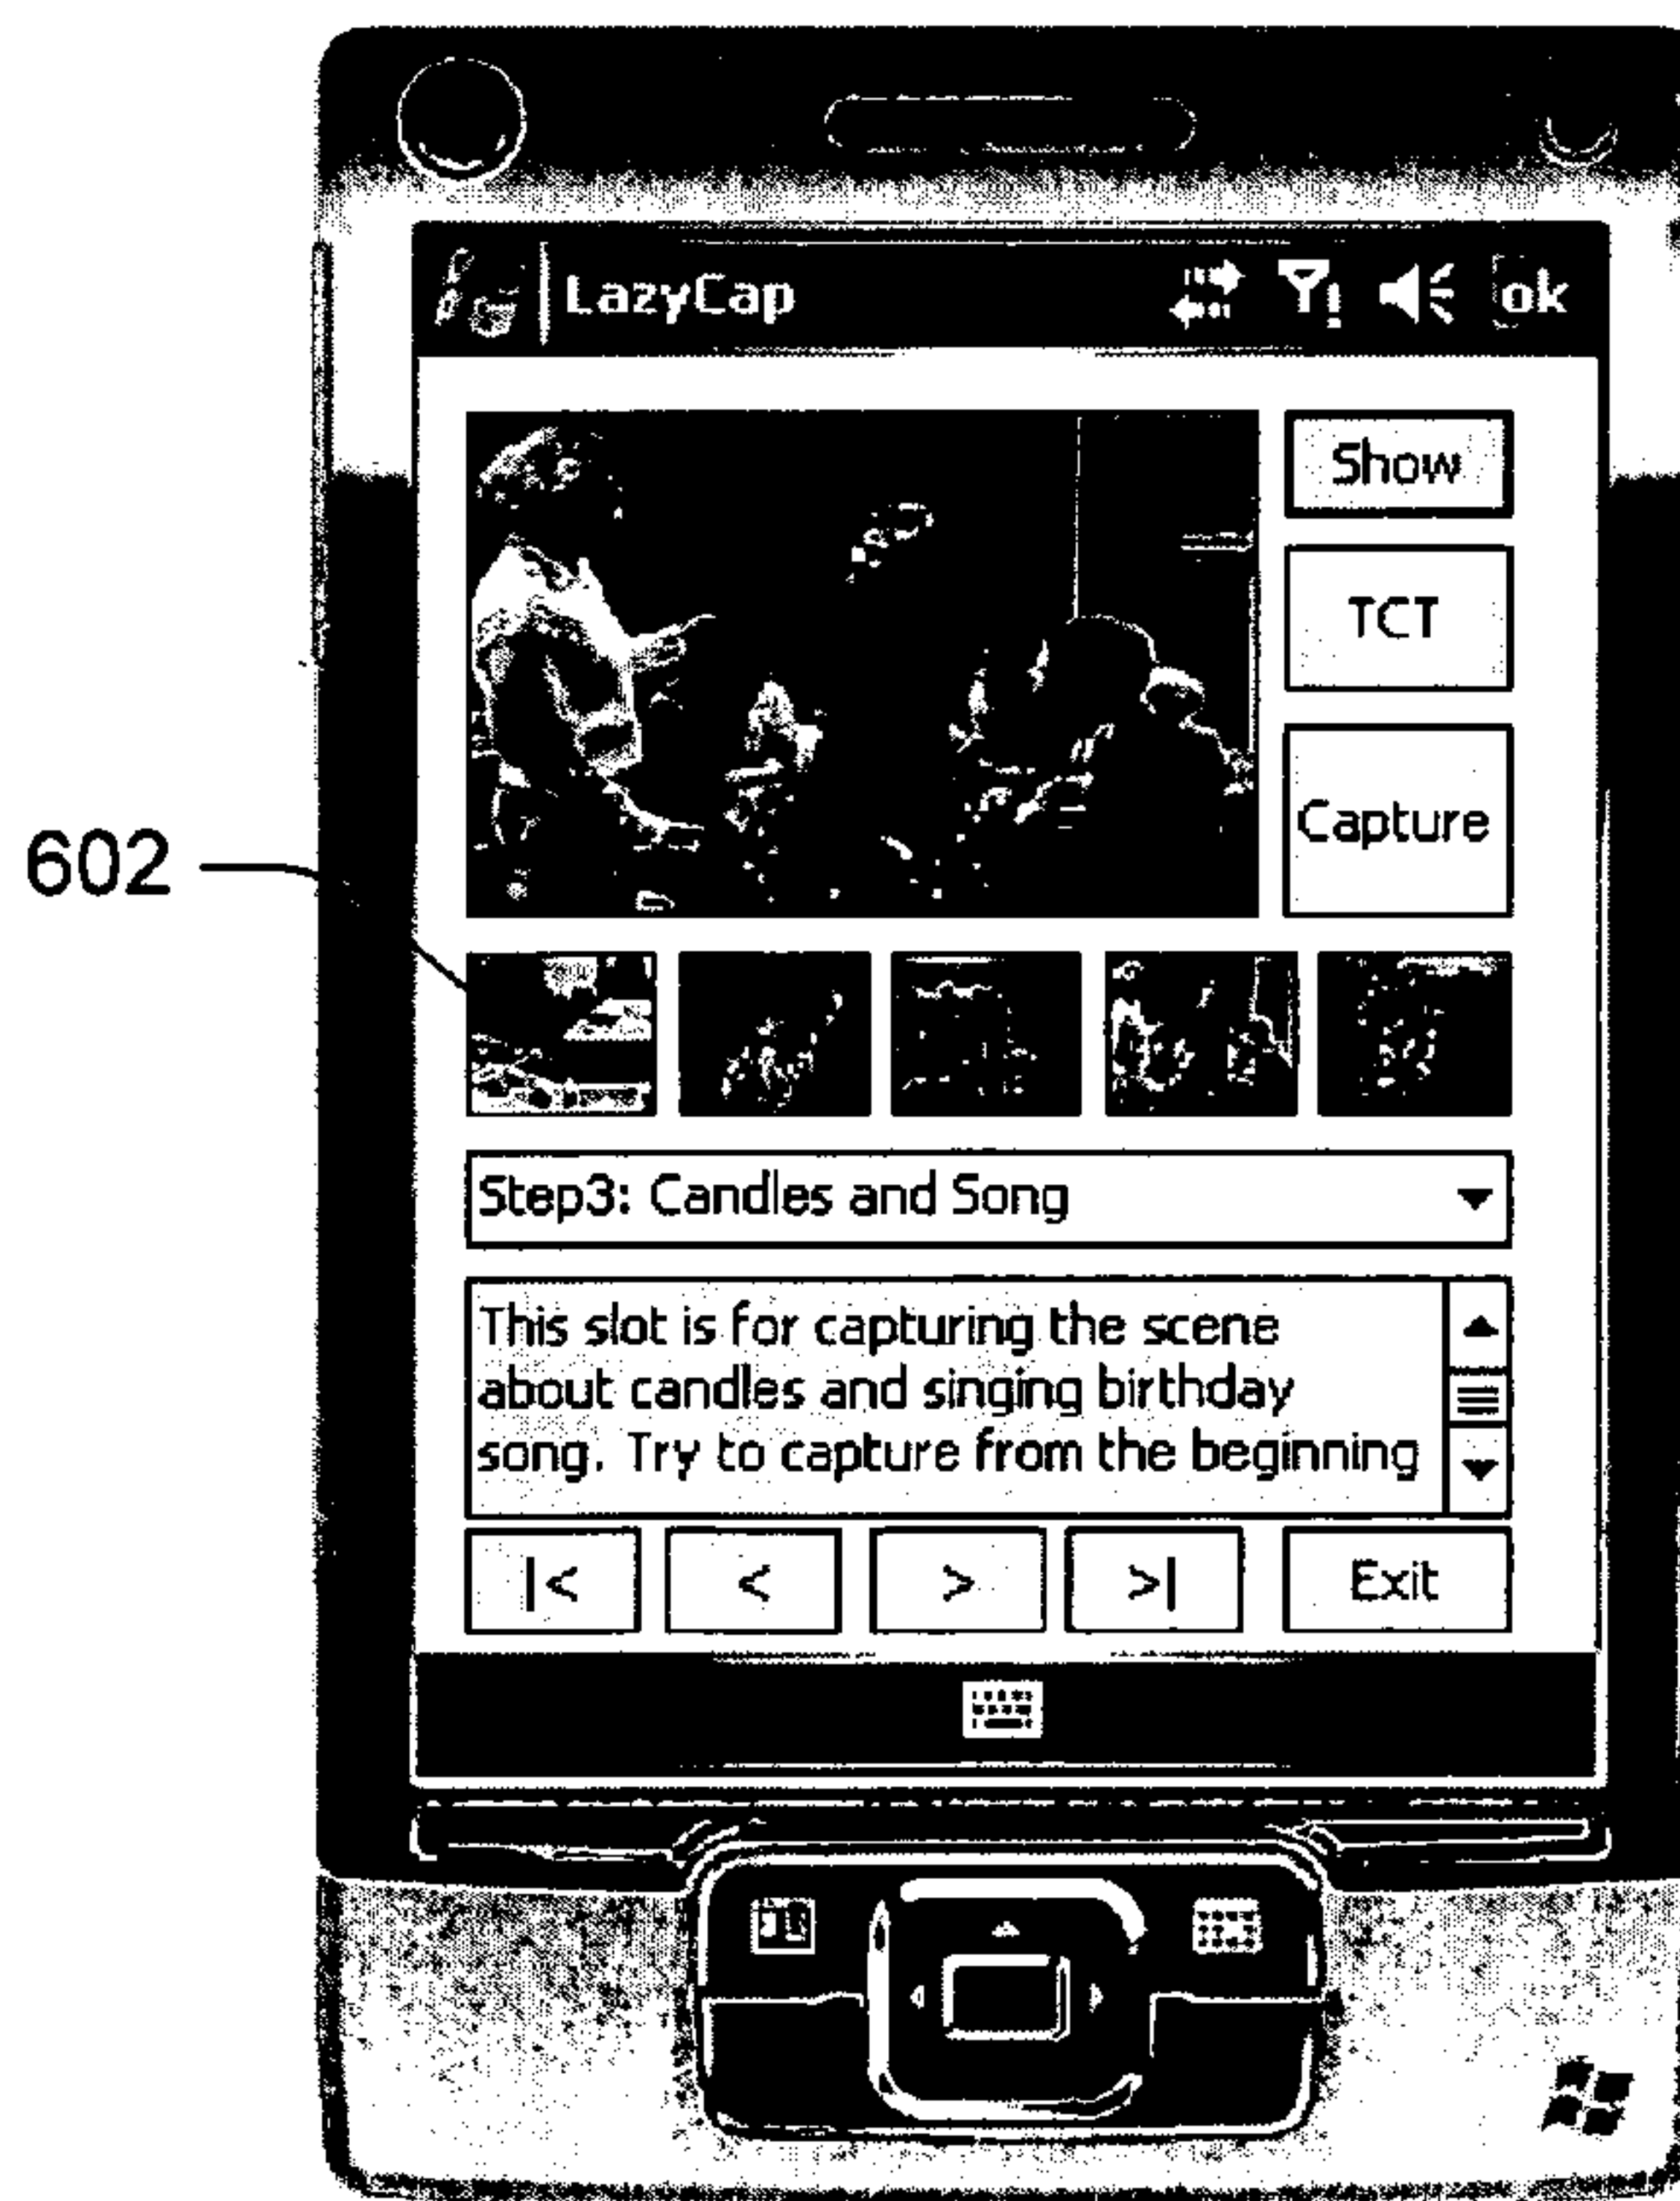 LazyCap
ok
Show
TCT
Capture
602
Step3: Candles and Song
This slot is for capturing the scene
about candles and singing birthday
song. Try to capture from the beginning
|<
<
>
>|
Exit